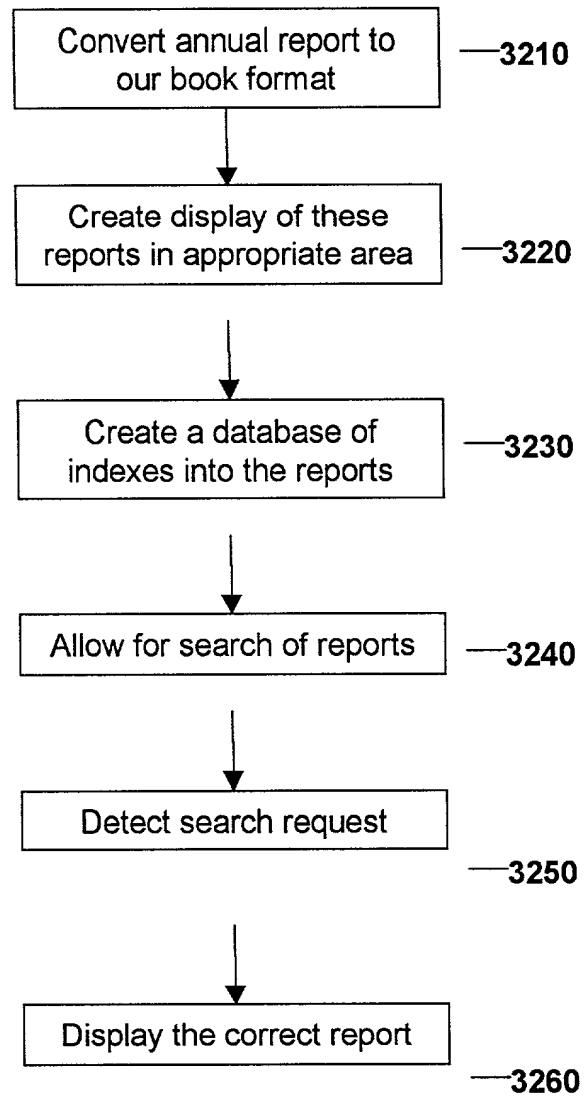 Convert annual report to
our book format
3210
Create display of these
reports in appropriate area
3220
Create a database of
indexes into the reports
3230
Allow for search of reports
3240
Detect search request
3250
Display the correct report
3260